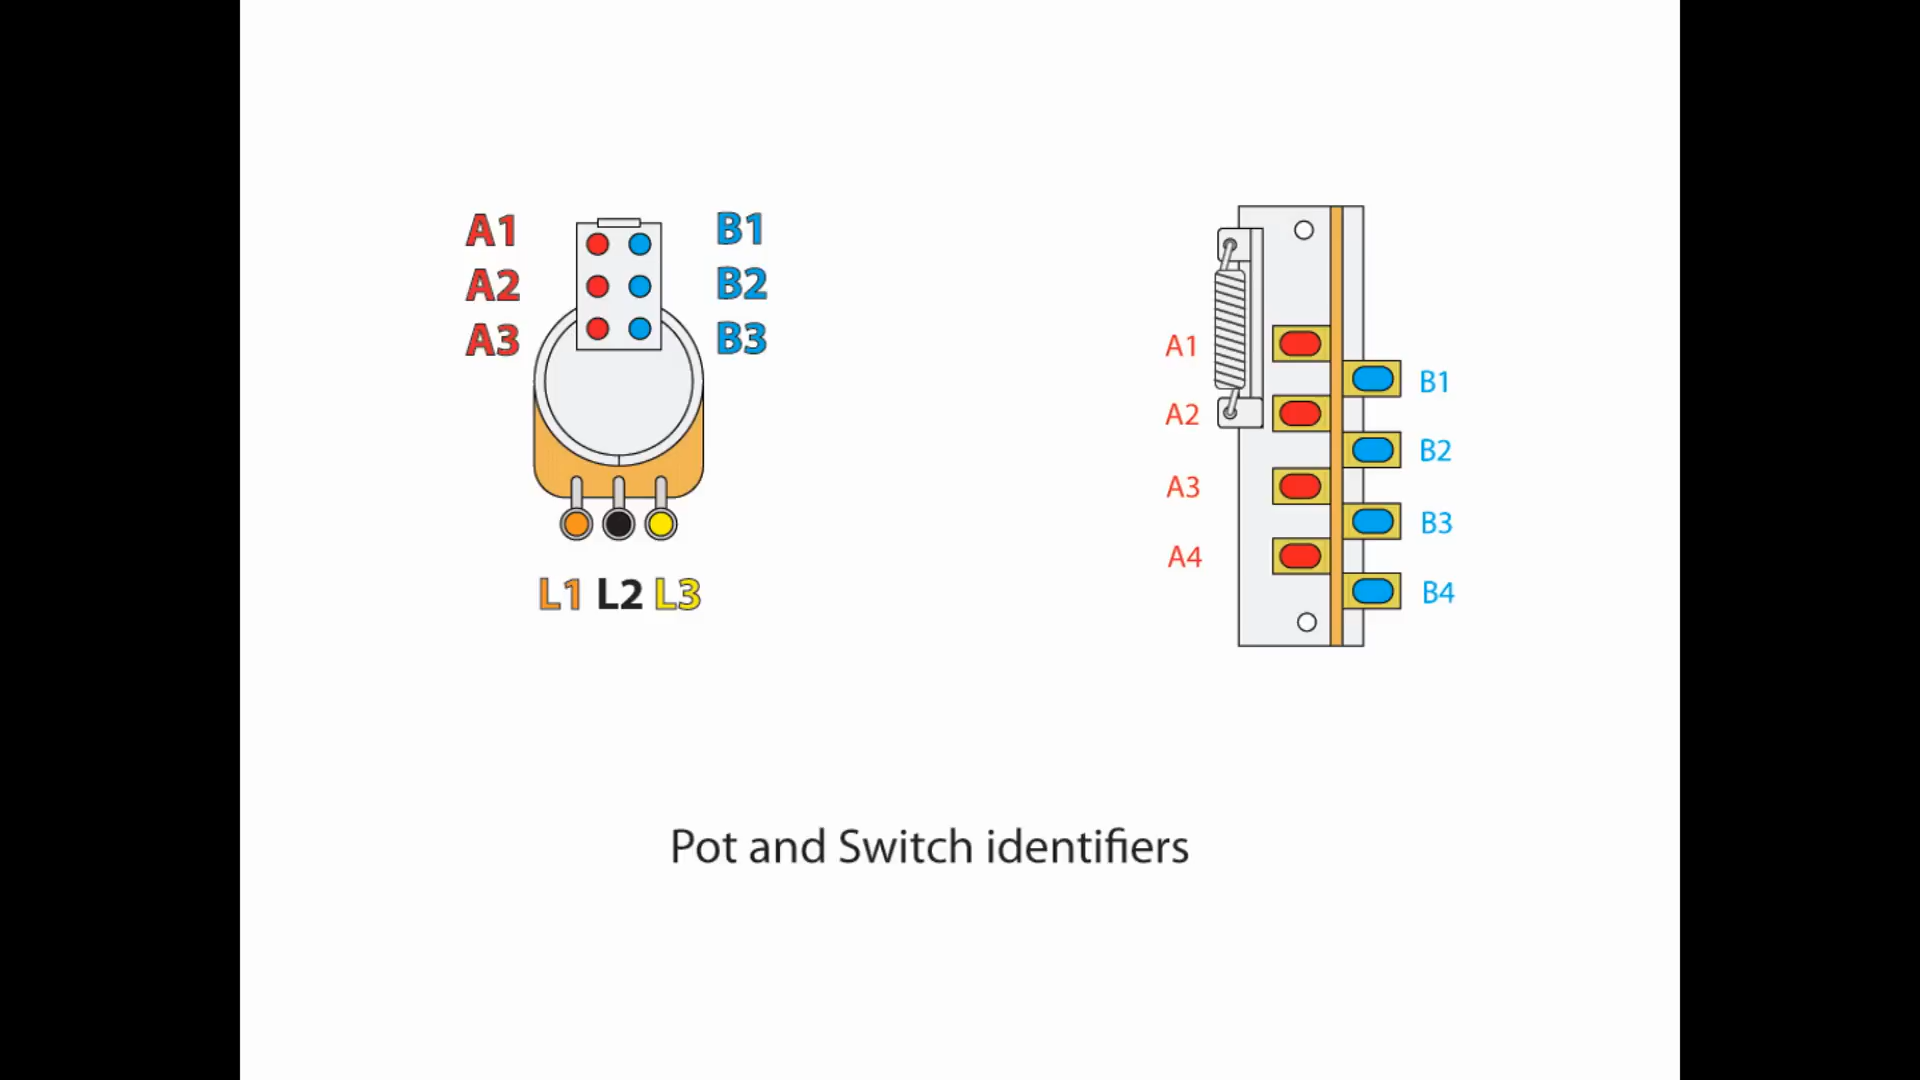 A1
B1
A2
B2
A3
B3
L1 L2 L3
A1
B1
A2
B2
A3
B3
A4
B4
Pot and Switch identifiers